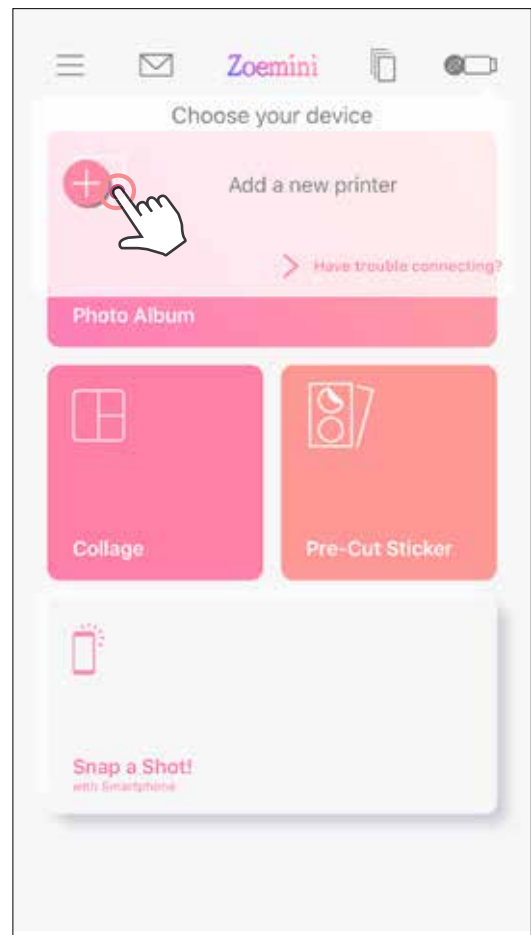 Zoemini
Choose your device
Add a new printer
Have trouble connecting?
Photo Album
Collage
Pre-Cut Sticker
Snap a Shot!
with Smartphone